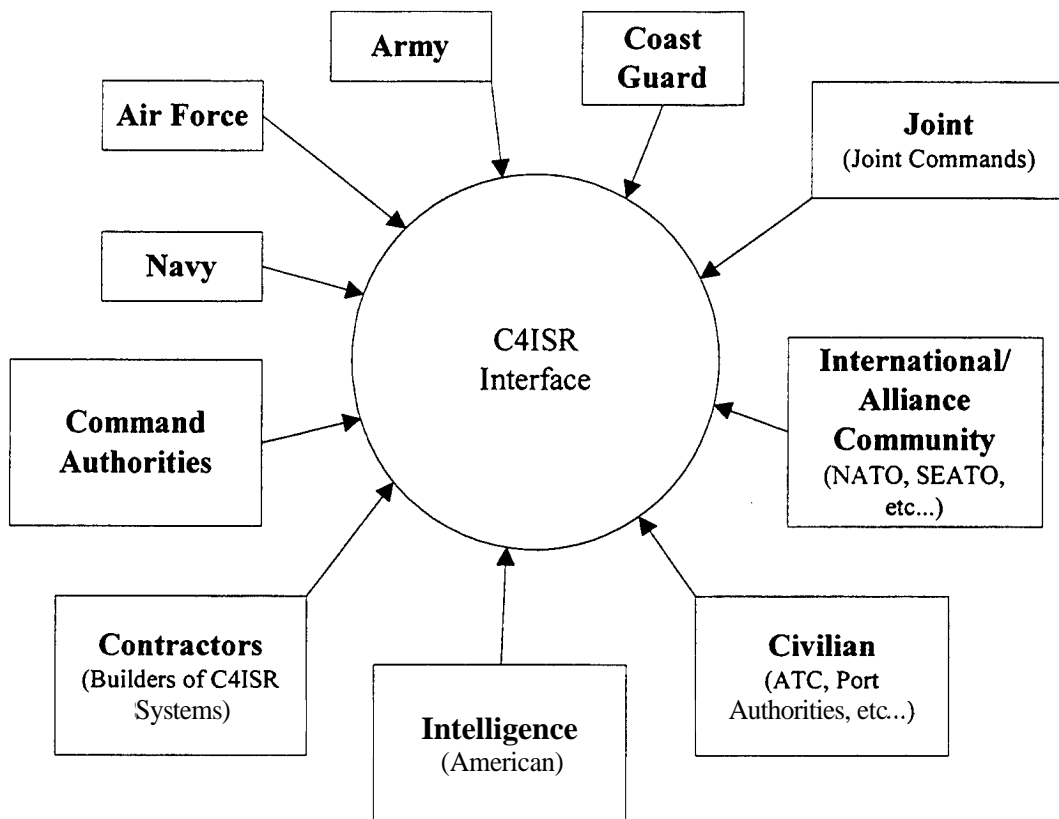 Army
Coast
Guard
Air Force
Joint
(Joint Commands)
Navy
C4ISR
Interface
International/
Alliance
Community
(NATO, SEATO,
etc...)
Command
Authorities
Contractors
(Builders of C4ISR
Systems)
Intelligence
(American)
Civilian
(ATC, Port
Authorities, etc...)